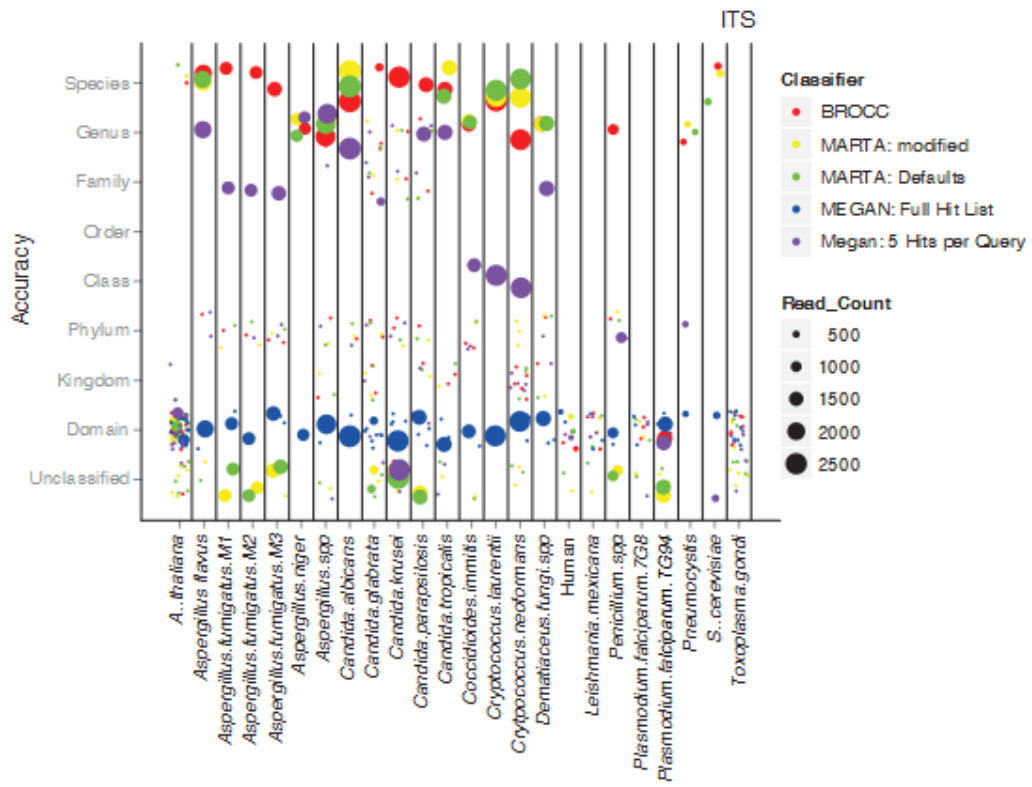 ITS
Accuracy
Species
Genus
Family
Order
Class
Phylum
Kingdom
Domain
Unclassified
A..thaliana
Aspergillus flavus
Aspergillus.fumigatus.M1
Aspergillus.fumigatus.M2
Aspergillus.fumigatus.M3
Aspergillus.niger
Aspergillus.spp
Candida.albicans
Candida.glabrata
Candida.krusei
Candida.parapsilosis
Candida.tropicalis
Coccidioides.immitis
Cryptococcus.laurentii
Crytpococcus.neoformans
Dematiaceus.fungi.spp
Human
Leishmania.mexicana
Penicillium.spp
Plasmodium.falciparum.7G8
Plasmodium.falciparum.TG94
Pneumocystis
S..cerevisiae
Toxoplasma.gondi
Classifier
BROCC
MARTA: modified
MARTA: Defaults
MEGAN: Full Hit List
Megan: 5 Hits per Query
Read_Count
500
1000
1500
2000
2500